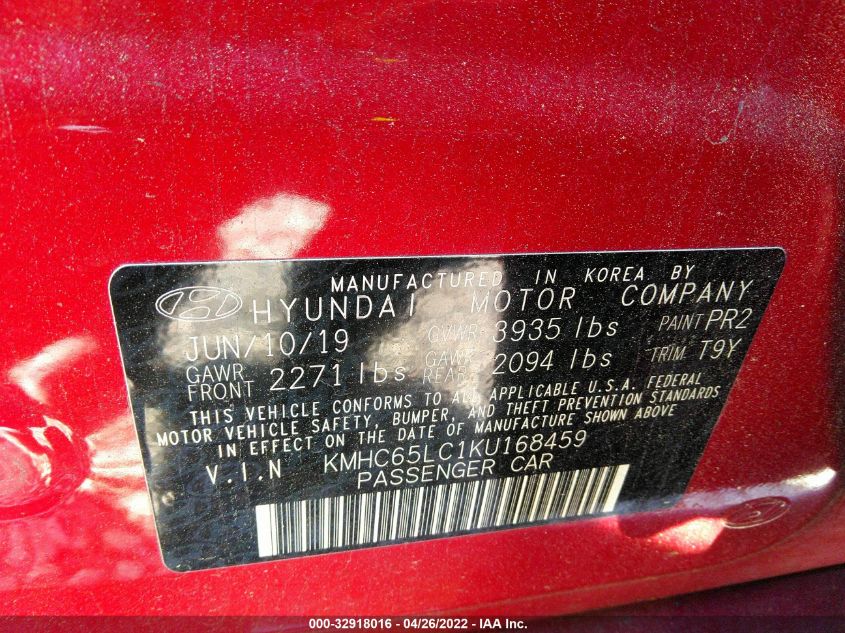 MANUFACTURED IN KOREA BY
HYUNDAI MOTOR COMPANY
JUN/10/19 GVWR 3935 lbs PAINT PR2
GAWR FRONT 2271 lbs GAWR REAR 2094 lbs TRIM T9Y
THIS VEHICLE CONFORMS TO ALL APPLICABLE U.S.A. FEDERAL
MOTOR VEHICLE SAFETY, BUMPER, AND THEFT PREVENTION STANDARDS
IN EFFECT ON THE DATE OF MANUFACTURE SHOWN ABOVE
V.I.N KMHC65LC1KU168459
PASSENGER CAR
000-32918016 - 04/26/2022 - IAA Inc.